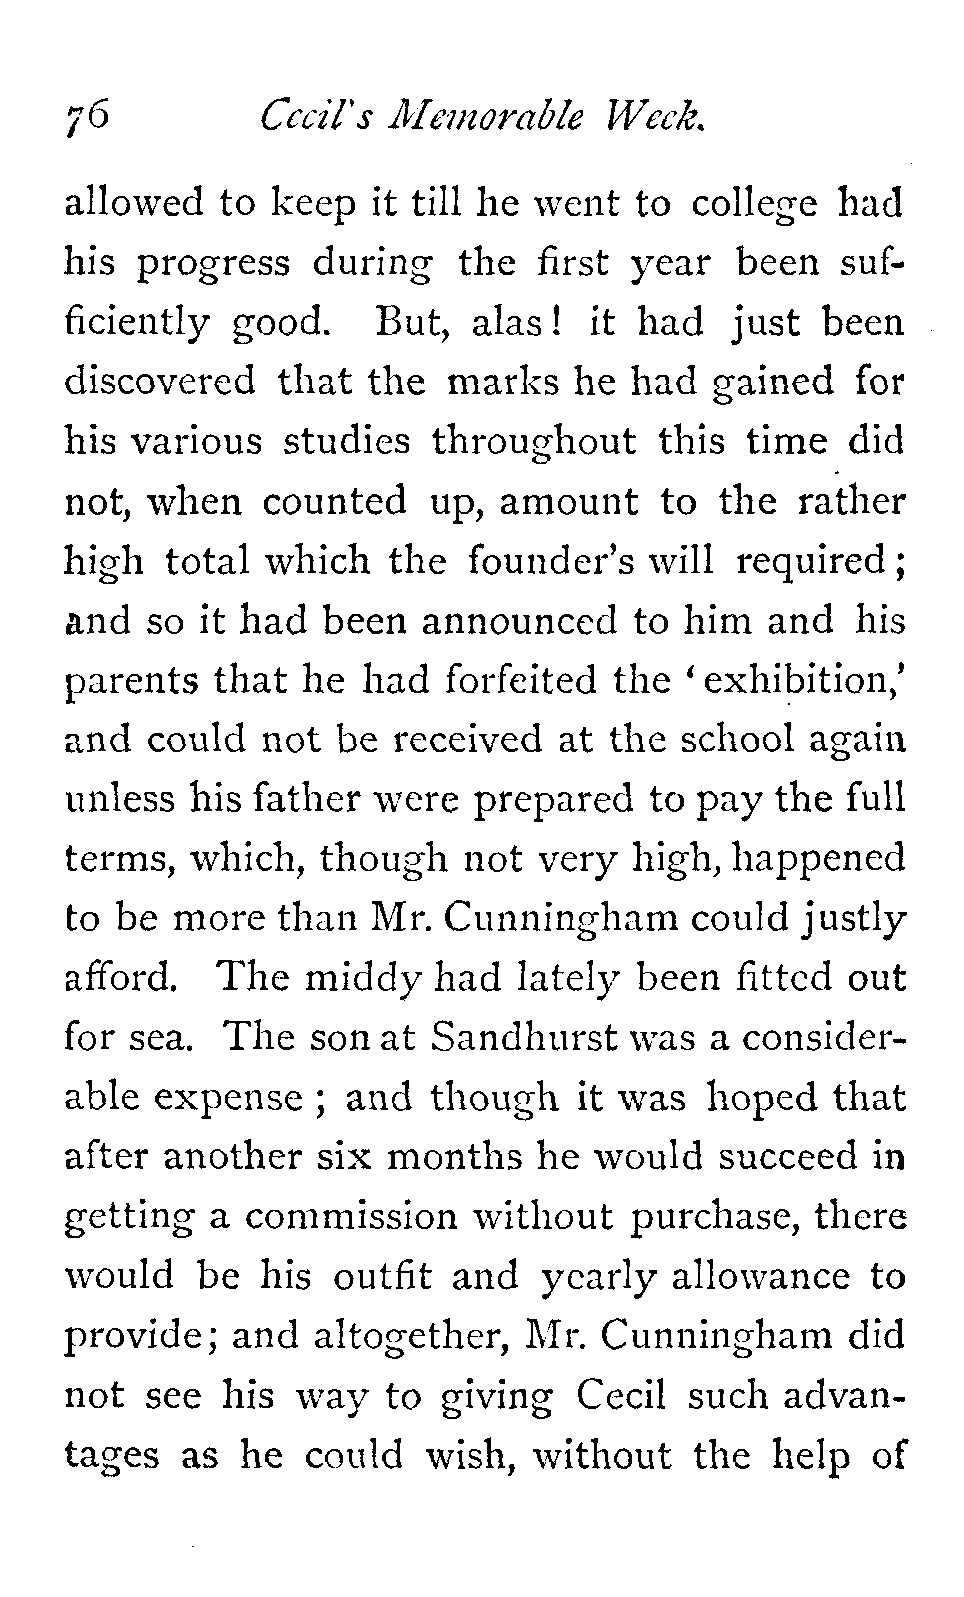 76 Cecil's Memorable Week.
allowed to keep it till he went to college had
his progress during the first year been suf-
ficiently good. But, alas! it had just been
discovered that the marks he had gained for
his various studies throughout this time did
not, when counted up, amount to the rather
high total which the founder's will required;
and so it had been announced to him and his
parents that he had forfeited the 'exhibition,'
and could not be received at the school again
unless his father were prepared to pay the full
terms, which, though not very high, happened
to be more than Mr. Cunningham could justly
afford. The middy had lately been fitted out
for sea. The son at Sandhurst was a consider-
able expense; and though it was hoped that
after another six months he would succeed in
getting a commission without purchase, there
would be his outfit and yearly allowance to
provide; and altogether, Mr. Cunningham did
not see his way to giving Cecil such advan-
tages as he could wish, without the help of